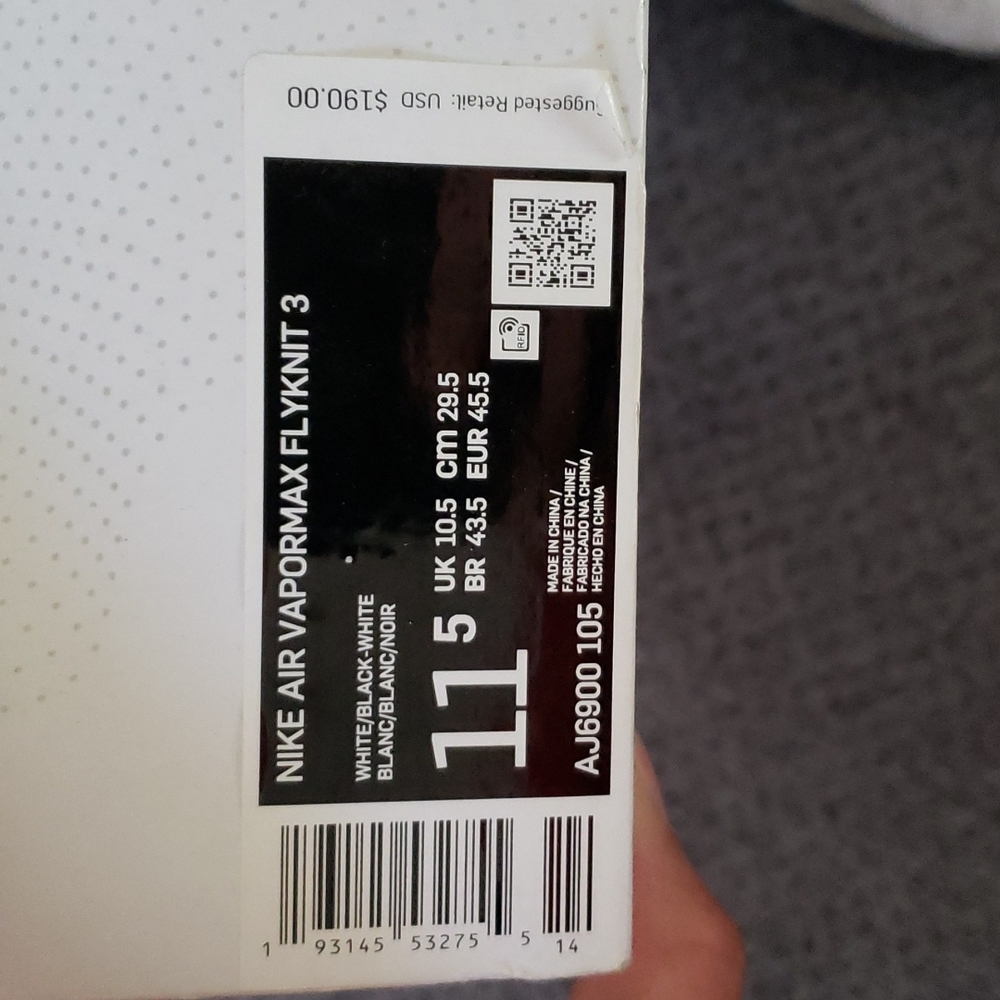 uggested Retail: USD $190.00
NIKE AIR VAPORMAX FLYKNIT 3
WHITE/BLACK-WHITE
BLANC/BLANC/NOIR
11 5
UK 10.5 cm 29.5
BR 43.5 EUR 45.5
RFID
AJ6900 105
MADE IN CHINA/
FABRIQUE EN CHINE/
FABRICADO NA CHINA/
HECHO EN CHINA
1 93145 53275 5 14